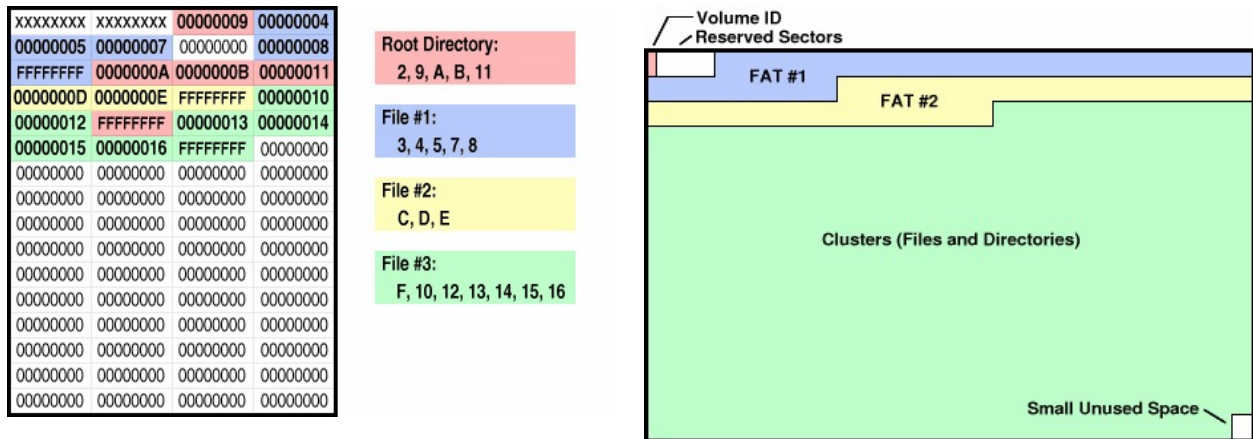 XXXXXXXX XXXXXXXX 00000009 00000004
00000005 00000007 00000000 00000008
FFFFFFFF 0000000A 0000000B 00000011
0000000D 0000000E FFFFFFFF 00000010
00000012 FFFFFFFF 00000013 00000014
00000015 00000016 FFFFFFFF 00000000
00000000 00000000 00000000 00000000
00000000 00000000 00000000 00000000
00000000 00000000 00000000 00000000
00000000 00000000 00000000 00000000
00000000 00000000 00000000 00000000
00000000 00000000 00000000 00000000
00000000 00000000 00000000 00000000
00000000 00000000 00000000 00000000
00000000 00000000 00000000 00000000
00000000 00000000 00000000 00000000
Root Directory:
2, 9, A, B, 11
File #1:
3, 4, 5, 7, 8
File #2:
C, D, E
File #3:
F, 10, 12, 13, 14, 15, 16
Volume ID
Reserved Sectors
FAT #1
FAT #2
Clusters (Files and Directories)
Small Unused Space